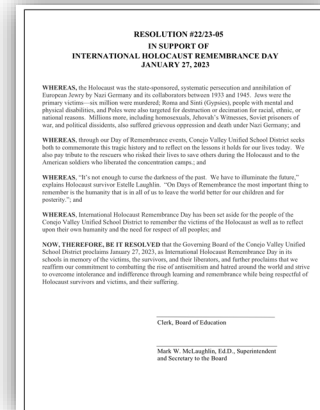 RESOLUTION #22/23-05
IN SUPPORT OF
INTERNATIONAL HOLOCAUST REMEMBRANCE DAY
JANUARY 27, 2023
WHEREAS, the Holocaust was the state-sponsored, systematic persecution and annihilation of
European Jewry by Nazi Germany and its collaborators between 1933 and 1945. Jews were the
primary victims—six million were murdered; Roma and Sinti (Gypsies), people with mental and
physical disabilities, and Poles were also targeted for destruction or decimation for racial, ethnic, or
national reasons. Millions more, including homosexuals, Jehovah's Witnesses, Soviet prisoners of
war, and political dissidents, also suffered grievous oppression and death under Nazi Germany; and
WHEREAS, through our Day of Remembrance events, Conejo Valley Unified School District seeks
both to commemorate this tragic history and to reflect on the lessons it holds for our lives today. We
also pay tribute to the rescuers who risked their lives to save others during the Holocaust and to the
American soldiers who liberated the concentration camps.; and
WHEREAS, "It's not enough to curse the darkness of the past. We have to illuminate the future,"
explains Holocaust survivor Estelle Laughlin. "On Days of Remembrance the most important thing to
remember is the humanity that is in all of us to leave the world better for our children and for
posterity."; and
WHEREAS, International Holocaust Remembrance Day has been set aside for the people of the
Conejo Valley Unified School District to remember the victims of the Holocaust as well as to reflect
upon their own humanity and the need for respect of all peoples; and
NOW, THEREFORE, BE IT RESOLVED that the Governing Board of the Conejo Valley Unified
School District proclaims January 27, 2023, as International Holocaust Remembrance Day in its
schools in memory of the victims, the survivors, and their liberators, and further proclaims that we
reaffirm our commitment to combatting the rise of antisemitism and hatred around the world and strive
to overcome intolerance and indifference through learning and remembrance while being respectful of
Holocaust survivors and victims, and their suffering.
Clerk, Board of Education
Mark W. McLaughlin, Ed.D., Superintendent
and Secretary to the Board